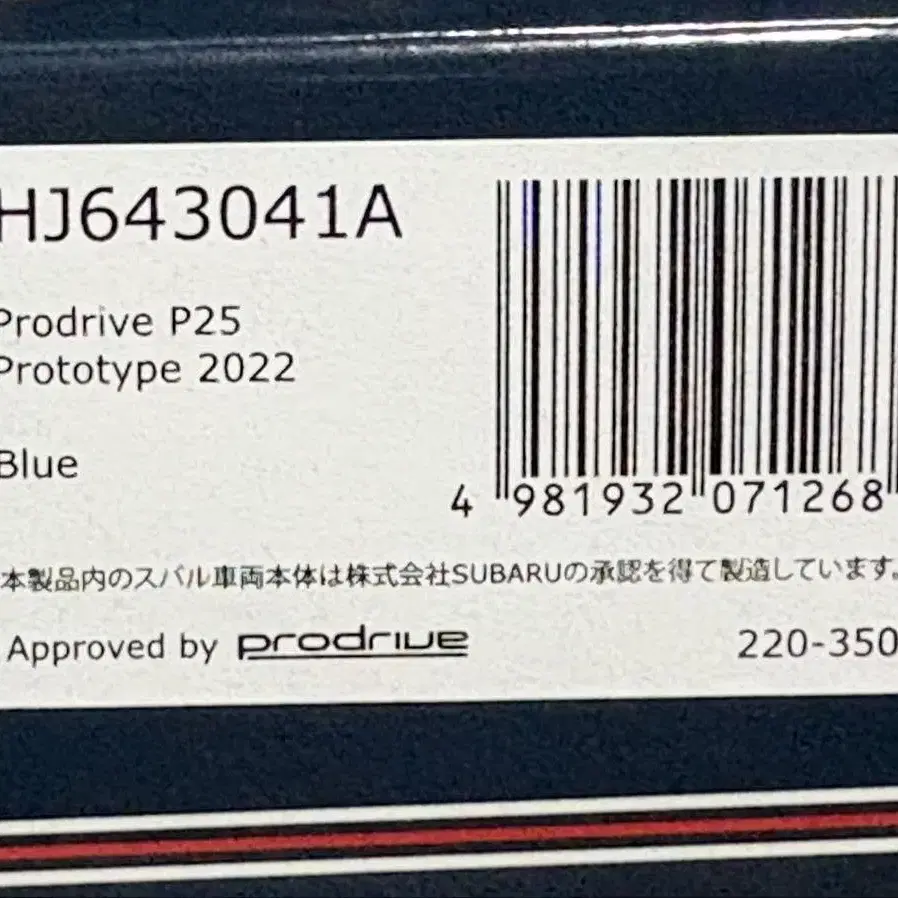 HJ643041A
Prodrive P25
Prototype 2022
Blue
4 981932 071268
本製品内のスバル車両本体は株式会社SUBARUの承認を得て製造しています。
Approved by prodrive
220-350